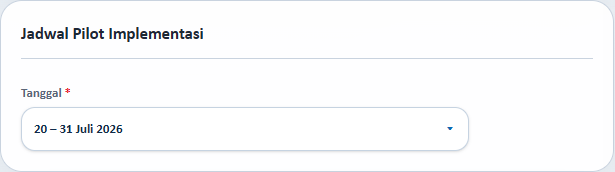 Jadwal Pilot Implementasi
Tanggal *
20 – 31 Juli 2026